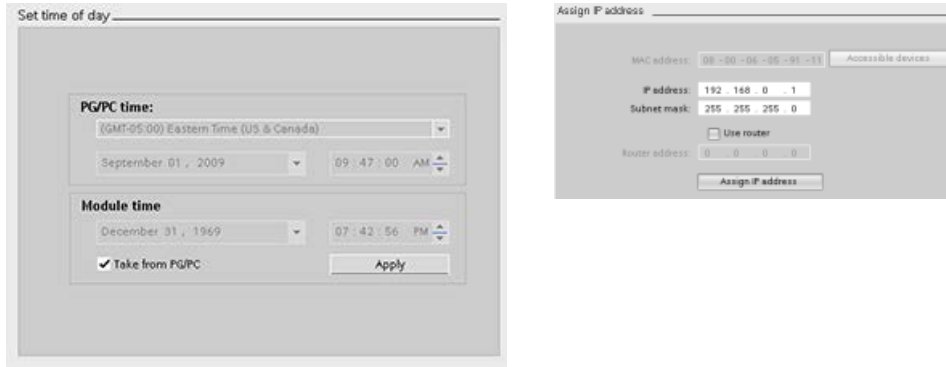 Set time of day
PG/PC time:
(GMT-05:00) Eastern Time (US & Canada)
September 01 , 2009
09 : 47 : 00 AM
Module time
December 31 , 1969
07 : 42 : 56 PM
Take from PG/PC
Apply
Assign IP address
MAC address: 08 - 00 - 06 - 05 - 91 - 11 Accessible devices
IP address: 192 . 168 . 0 . 1
Subnet mask: 255 . 255 . 255 . 0
Use router
Router address: 0 . 0 . 0 . 0
Assign IP address